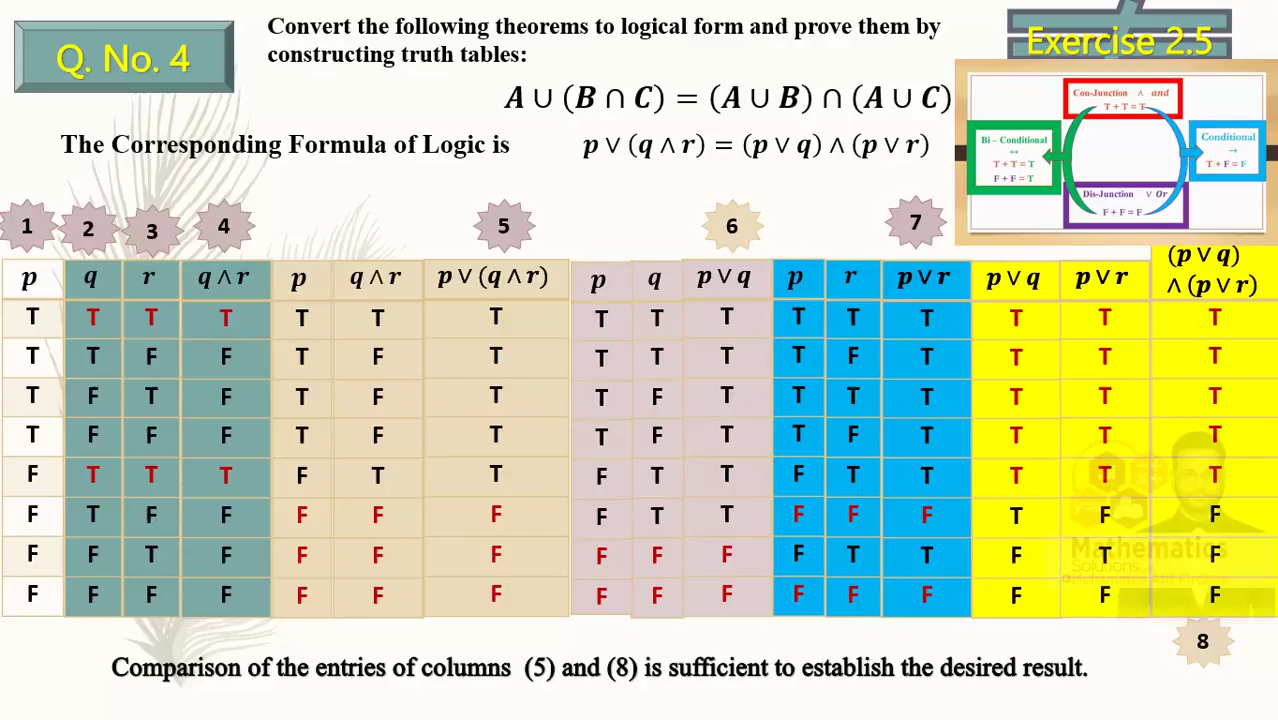 Q. No. 4
Convert the following theorems to logical form and prove them by
constructing truth tables:
Exercise 2.5
A ∪ (B ∩ C) = (A ∪ B) ∩ (A ∪ C)
The Corresponding Formula of Logic is p ∨ (q ∧ r) = (p ∨ q) ∧ (p ∨ r)
Con-Junction ∧ and
T + T = T
Bi – Conditional
↔
T + T = T
F + F = T
Conditional
→
T + F = F
Dis-Junction ∨ Or
F + F = F
1 2 3 4 5 6 7
p q r q ∧ r p q ∧ r p ∨ (q ∧ r) p q p ∨ q p r p ∨ r p ∨ q p ∨ r (p ∨ q)
∧ (p ∨ r)
T T T T T T T T T T T T T T T T
T T F F T F T T T T T F T T T T
T F T F T F T T F T T T T T T T
T F F F T F T T F T T F T T T T
F T T T F T T F T T F T T T T T
F T F F F F F F T T F F F T F F
F F T F F F F F F F F T T F T F
F F F F F F F F F F F F F F F F
Mathematics
Solutions
8
Comparison of the entries of columns (5) and (8) is sufficient to establish the desired result.